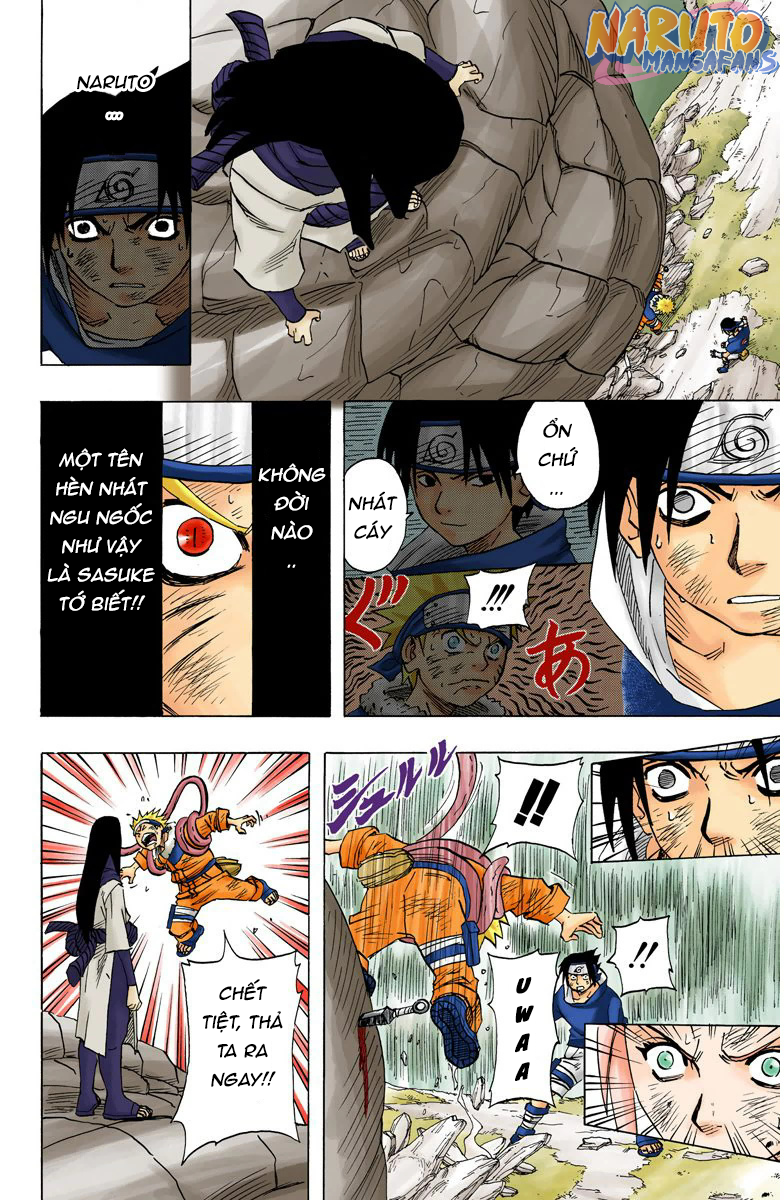 NARUTO
MANGAFANS
NARUTO
...
ỔN
CHỨ
...
NHÁT
CÁY
!!!
ぐ
あ
KHÔNG
ĐỜI
NÀO
..
MỘT TÊN
HÈN NHÁT
NGU NGỐC
NHƯ VẬY
LÀ SASUKE
TỚ BIẾT!!
シュルル
!!
!!
UWAA
CHẾT
TIỆT, THẢ
TA RA
NGAY!!